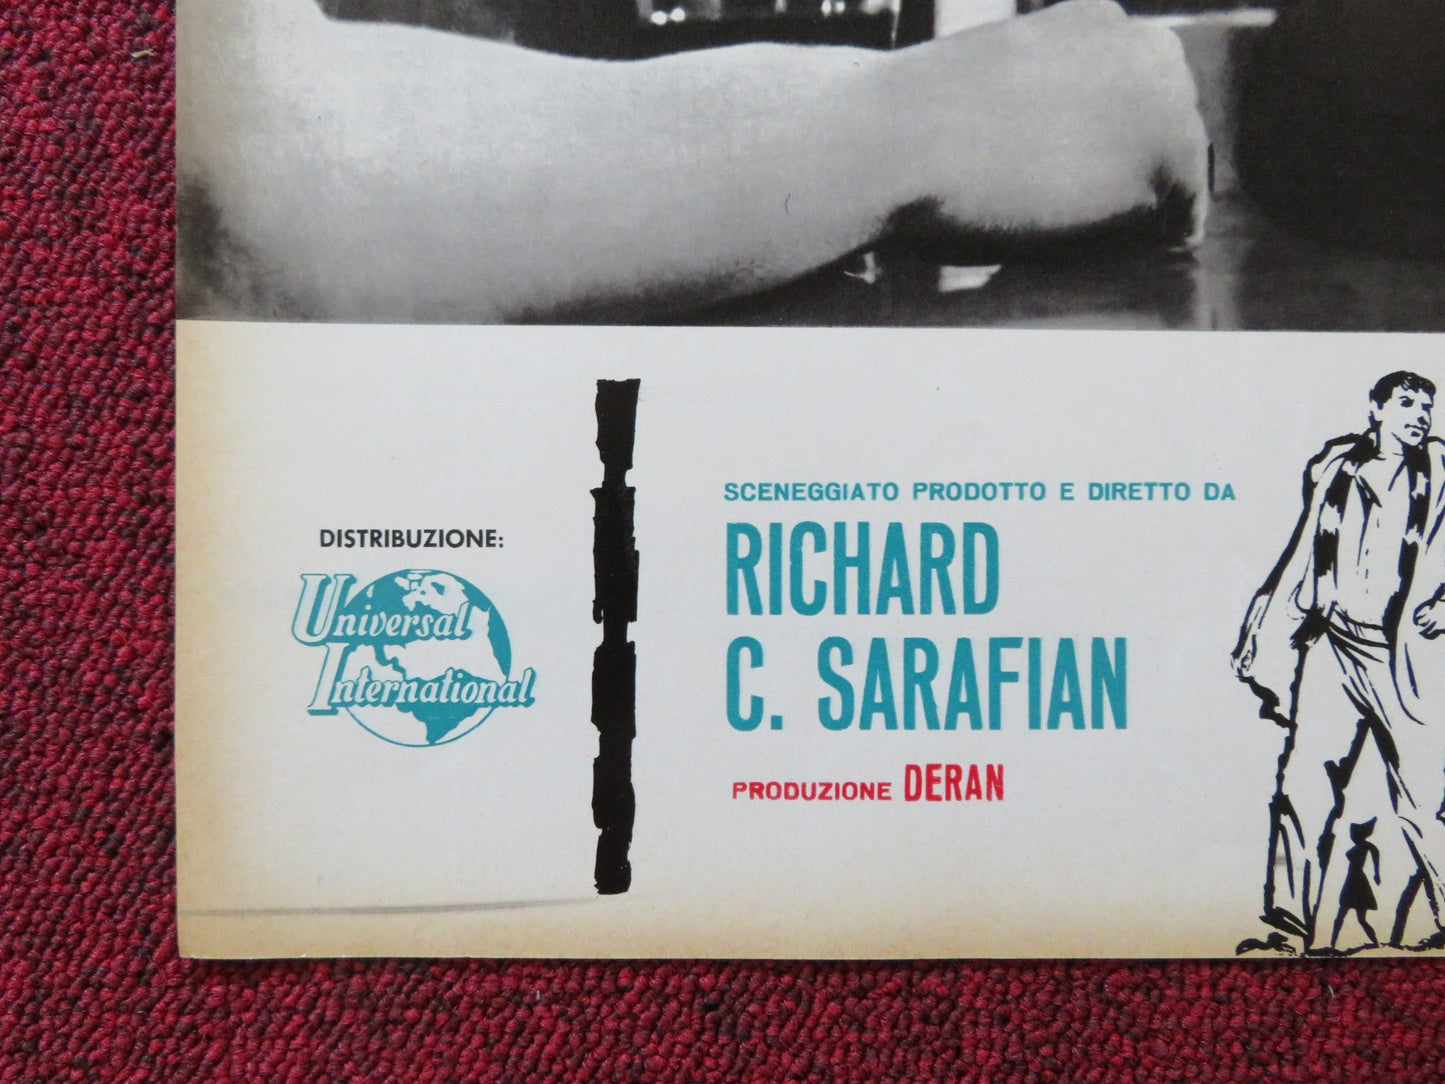 DISTRIBUZIONE:
Universal
International
SCENEGGIATO PRODOTTO E DIRETTO DA
RICHARD
C. SARAFIAN
PRODUZIONE DERAN